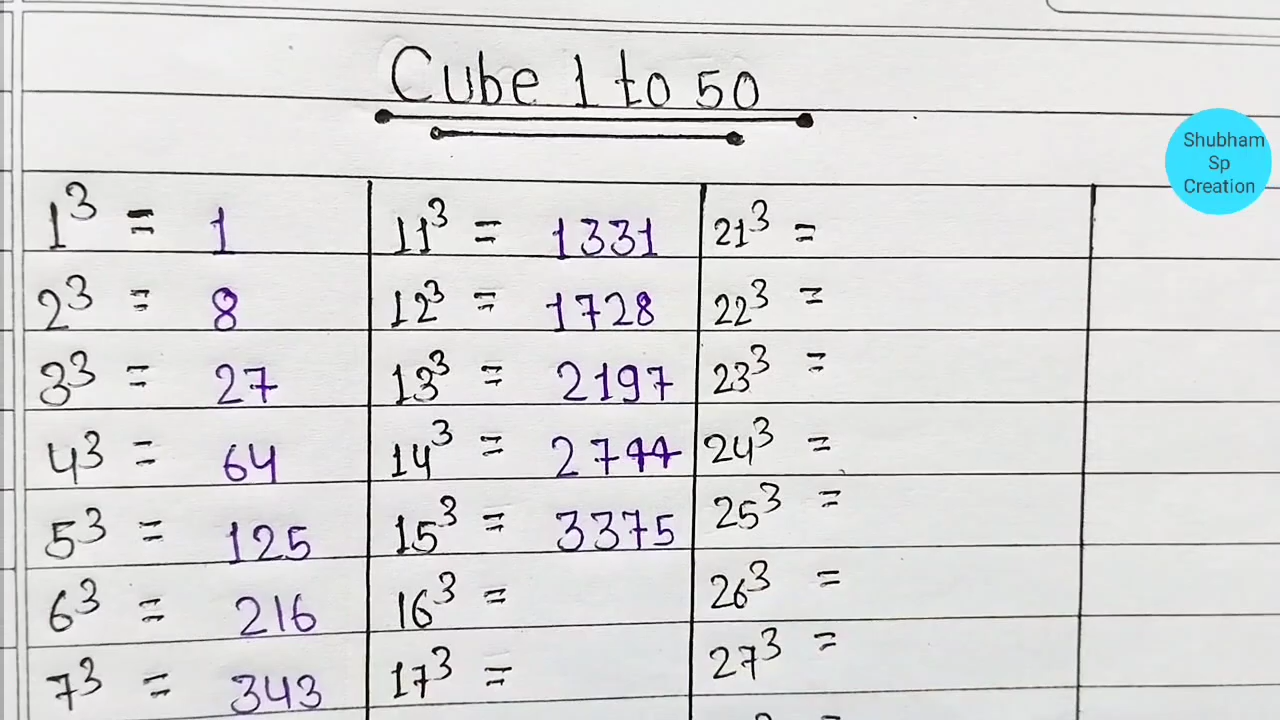 Cube 1 to 50
Shubham
Sp
Creation
1³ = 1
2³ = 8
3³ = 27
4³ = 64
5³ = 125
6³ = 216
7³ = 343
11³ = 1331
12³ = 1728
13³ = 2197
14³ = 2744
15³ = 3375
16³ =
17³ =
21³ =
22³ =
23³ =
24³ =
25³ =
26³ =
27³ =